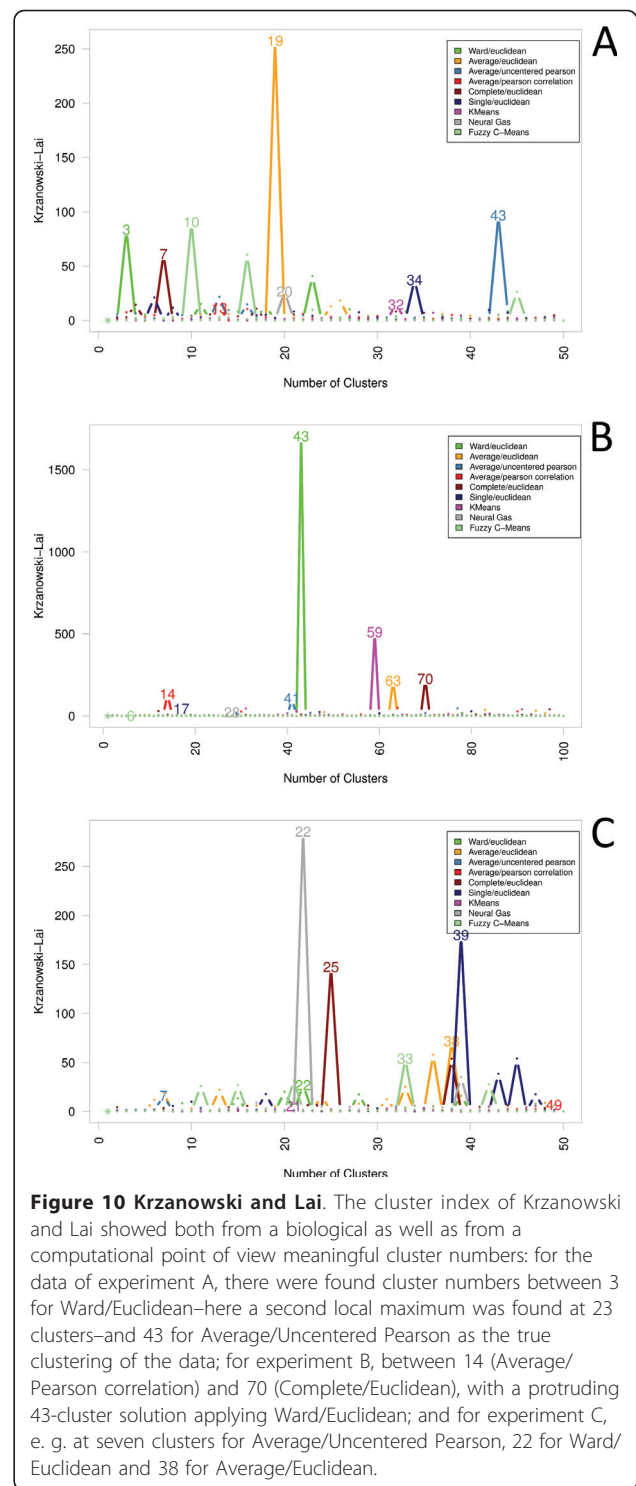 A
Krzanowski−Lai
250
200
150
100
50
0
19
3
7
10
43
34
20
32
13
Ward/euclidean
Average/euclidean
Average/uncentered pearson
Average/pearson correlation
Complete/euclidean
Single/euclidean
KMeans
Neural Gas
Fuzzy C−Means
0
10
20
30
40
50
Number of Clusters
B
Krzanowski−Lai
1500
1000
500
0
43
59
63
70
14
41
17
28
6
Ward/euclidean
Average/euclidean
Average/uncentered pearson
Average/pearson correlation
Complete/euclidean
Single/euclidean
KMeans
Neural Gas
Fuzzy C−Means
0
20
40
60
80
100
Number of Clusters
C
Krzanowski−Lai
250
200
150
100
50
0
22
25
39
38
33
22
7
49
Ward/euclidean
Average/euclidean
Average/uncentered pearson
Average/pearson correlation
Complete/euclidean
Single/euclidean
KMeans
Neural Gas
Fuzzy C−Means
0
10
20
30
40
50
Number of Clusters
Figure 10 Krzanowski and Lai. The cluster index of Krzanowski
and Lai showed both from a biological as well as from a
computational point of view meaningful cluster numbers: for the
data of experiment A, there were found cluster numbers between 3
for Ward/Euclidean–here a second local maximum was found at 23
clusters–and 43 for Average/Uncentered Pearson as the true
clustering of the data; for experiment B, between 14 (Average/
Pearson correlation) and 70 (Complete/Euclidean), with a protruding
43-cluster solution applying Ward/Euclidean; and for experiment C,
e. g. at seven clusters for Average/Uncentered Pearson, 22 for Ward/
Euclidean and 38 for Average/Euclidean.